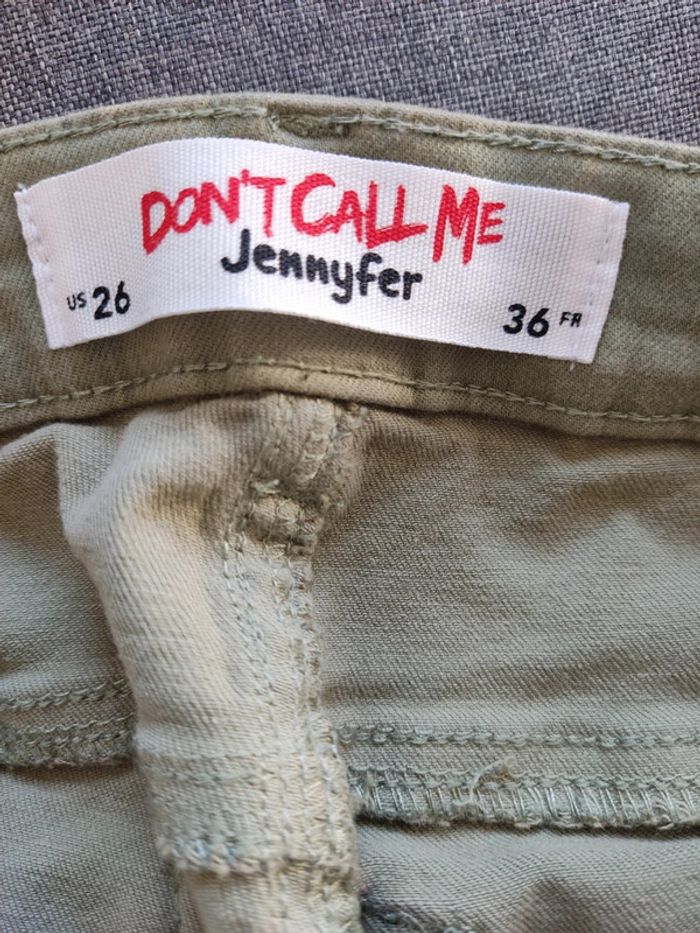 DON'T CALL ME
Jennyfer
US 26
36 FR